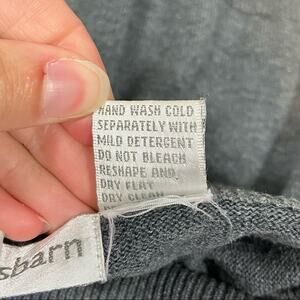 HAND WASH COLD
SEPARATELY WITH
MILD DETERGENT
DO NOT BLEACH
RESHAPE AND
DRY FLAT
DRY CLEAN
sbarn